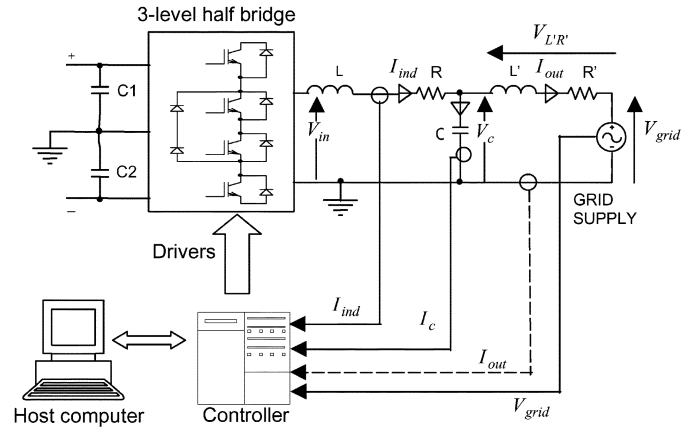 3-level half bridge
V_{L'R'}
+
L
I_{ind}
R
L'
I_{out}
R'
C1
V_{in}
C
V_c
V_{grid}
C2
−
GRID
SUPPLY
Drivers
I_{ind}
I_c
I_{out}
V_{grid}
Host computer
Controller